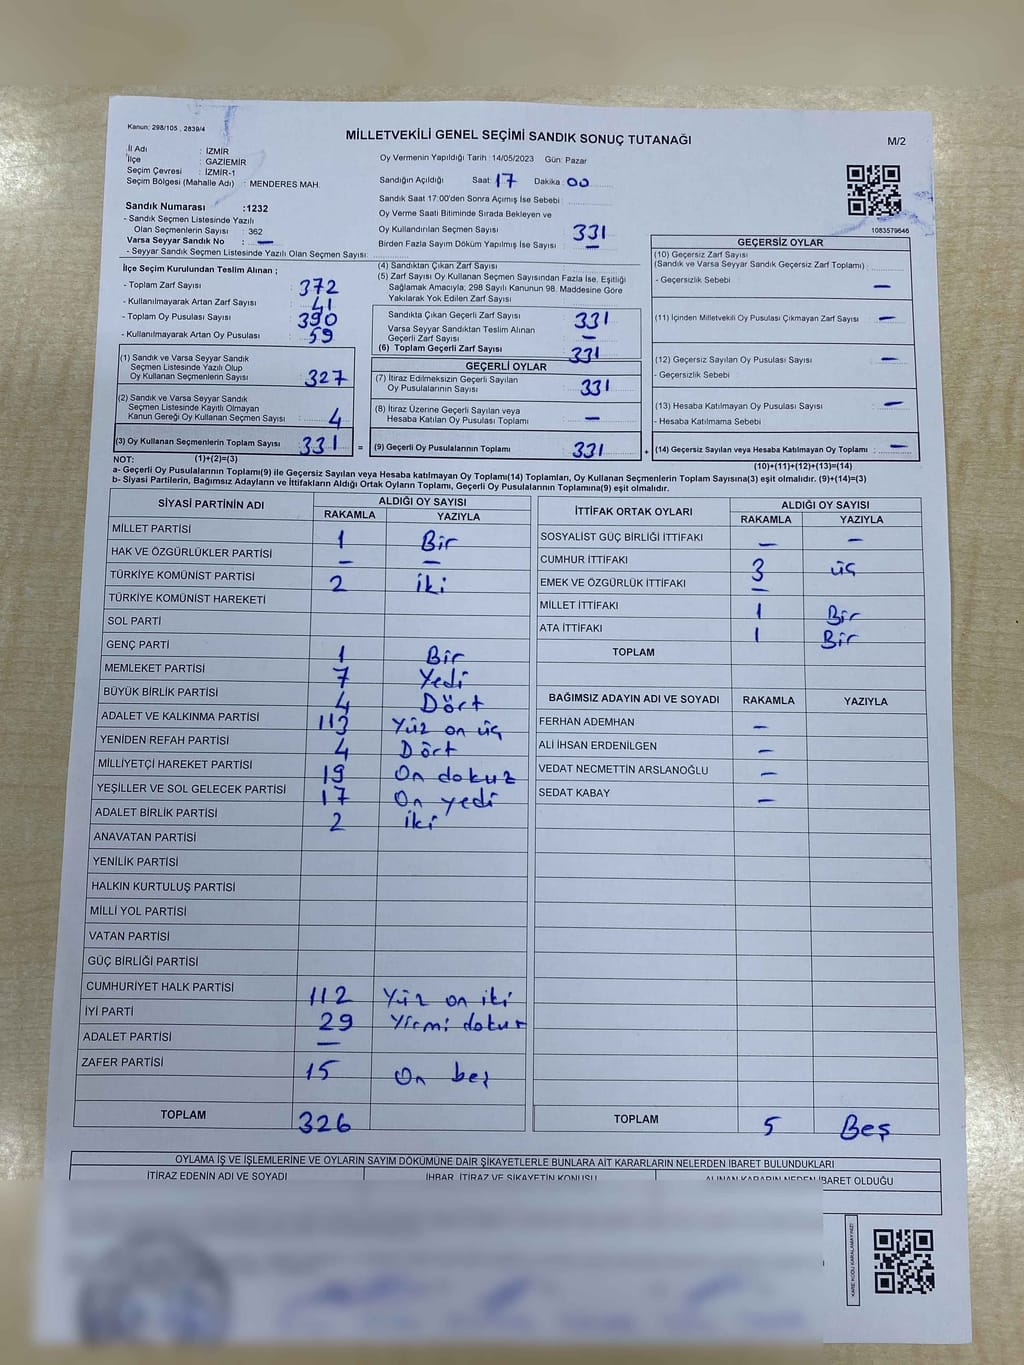 Kanun; 298/105 , 2839/4
MİLLETVEKİLİ GENEL SEÇİMİ SANDIK SONUÇ TUTANAĞI
M/2
İl Adı : İZMİR
İlçe : GAZİEMİR
Seçim Çevresi : İZMİR-1
Seçim Bölgesi (Mahalle Adı) : MENDERES MAH.
Oy Vermenin Yapıldığı Tarih : 14/05/2023 Gün: Pazar
Sandığın Açıldığı Saat: 17 Dakika: 00
Sandık Saat 17:00'den Sonra Açımış İse Sebebi :
Oy Verme Saati Bitiminde Sırada Bekleyen ve
Oy Kullandırılan Seçmen Sayısı : 331
Birden Fazla Sayım Döküm Yapılmış İse Sayısı : —
1083579646
Sandık Numarası :1232
- Sandık Seçmen Listesinde Yazılı
Olan Seçmenlerin Sayısı : 362
Varsa Seyyar Sandık No : —
- Seyyar Sandık Seçmen Listesinde Yazılı Olan Seçmen Sayısı:
İlçe Seçim Kurulundan Teslim Alınan ;
- Toplam Zarf Sayısı : 372
- Kullanılmayarak Artan Zarf Sayısı : 41
- Toplam Oy Pusulası Sayısı : 390
- Kullanılmayarak Artan Oy Pusulası : 59
(1) Sandık ve Varsa Seyyar Sandık
Seçmen Listesinde Yazılı Olup
Oy Kullanan Seçmenlerin Sayısı : 327
(2) Sandık ve Varsa Seyyar Sandık
Seçmen Listesinde Kayıtlı Olmayan
Kanun Gereği Oy Kullanan Seçmen Sayısı : 4
(3) Oy Kullanan Seçmenlerin Toplam Sayısı : 331 =
(4) Sandıktan Çıkan Zarf Sayısı :
(5) Zarf Sayısı Oy Kullanan Seçmen Sayısından Fazla İse, Eşitliği
Sağlamak Amacıyla; 298 Sayılı Kanunun 98. Maddesine Göre
Yakılarak Yok Edilen Zarf Sayısı :
Sandıkta Çıkan Geçerli Zarf Sayısı : 331
Varsa Seyyar Sandıktan Teslim Alınan
Geçerli Zarf Sayısı : —
(6) Toplam Geçerli Zarf Sayısı : 331
GEÇERLİ OYLAR
(7) İtiraz Edilmeksizin Geçerli Sayılan
Oy Pusulalarının Sayısı : 331
(8) İtiraz Üzerine Geçerli Sayılan veya
Hesaba Katılan Oy Pusulası Toplamı : —
(9) Geçerli Oy Pusulalarının Toplamı : 331 +
GEÇERSİZ OYLAR
(10) Geçersiz Zarf Sayısı
(Sandık ve Varsa Seyyar Sandık Geçersiz Zarf Toplamı) :
- Geçersizlik Sebebi : —
(11) İçinden Milletvekili Oy Pusulası Çıkmayan Zarf Sayısı : —
(12) Geçersiz Sayılan Oy Pusulası Sayısı : —
- Geçersizlik Sebebi :
(13) Hesaba Katılmayan Oy Pusulası Sayısı : —
- Hesaba Katılmama Sebebi :
(14) Geçersiz Sayılan veya Hesaba Katılmayan Oy Toplamı : —
NOT: (1)+(2)=(3)
(10)+(11)+(12)+(13)=(14)
a- Geçerli Oy Pusulalarının Toplamı(9) ile Geçersiz Sayılan veya Hesaba katılmayan Oy Toplamı(14) Toplamları, Oy Kullanan Seçmenlerin Toplam Sayısına(3) eşit olmalıdır. (9)+(14)=(3)
b- Siyasi Partilerin, Bağımsız Adayların ve İttifakların Aldığı Ortak Oyların Toplamı, Geçerli Oy Pusulalarının Toplamına(9) eşit olmalıdır.
SİYASİ PARTİNİN ADI ALDIĞI OY SAYISI
RAKAMLA YAZIYLA
MİLLET PARTİSİ 1 Bir
HAK VE ÖZGÜRLÜKLER PARTİSİ — —
TÜRKİYE KOMÜNİST PARTİSİ 2 iki
TÜRKİYE KOMÜNİST HAREKETİ
SOL PARTİ
GENÇ PARTİ 1 Bir
MEMLEKET PARTİSİ 7 Yedi
BÜYÜK BİRLİK PARTİSİ 4 Dört
ADALET VE KALKINMA PARTİSİ 113 Yüz on üç
YENİDEN REFAH PARTİSİ 4 Dört
MİLLİYETÇİ HAREKET PARTİSİ 19 On dokuz
YEŞİLLER VE SOL GELECEK PARTİSİ 17 On yedi
ADALET BİRLİK PARTİSİ 2 iki
ANAVATAN PARTİSİ
YENİLİK PARTİSİ
HALKIN KURTULUŞ PARTİSİ
MİLLİ YOL PARTİSİ
VATAN PARTİSİ
GÜÇ BİRLİĞİ PARTİSİ
CUMHURİYET HALK PARTİSİ 112 Yüz on iki
İYİ PARTİ 29 Yirmi dokuz
ADALET PARTİSİ —
ZAFER PARTİSİ 15 On beş
TOPLAM 326
İTTİFAK ORTAK OYLARI ALDIĞI OY SAYISI
RAKAMLA YAZIYLA
SOSYALİST GÜÇ BİRLİĞİ İTTİFAKI — —
CUMHUR İTTİFAKI 3 üç
EMEK VE ÖZGÜRLÜK İTTİFAKI —
MİLLET İTTİFAKI 1 Bir
ATA İTTİFAKI 1 Bir
TOPLAM
BAĞIMSIZ ADAYIN ADI VE SOYADI RAKAMLA YAZIYLA
FERHAN ADEMHAN —
ALİ İHSAN ERDENİLGEN —
VEDAT NECMETTİN ARSLANOĞLU —
SEDAT KABAY —
TOPLAM 5 Beş
OYLAMA İŞ VE İŞLEMLERİNE VE OYLARIN SAYIM DÖKÜMÜNE DAİR ŞİKAYETLERLE BUNLARA AİT KARARLARIN NELERDEN İBARET BULUNDUKLARI
İTİRAZ EDENİN ADI VE SOYADI İHBAR, İTİRAZ VE ŞİKAYETİN KONUSU ALINAN KARARIN NEDEN İBARET OLDUĞU
KARE KODU KARALAMAYINIZ!